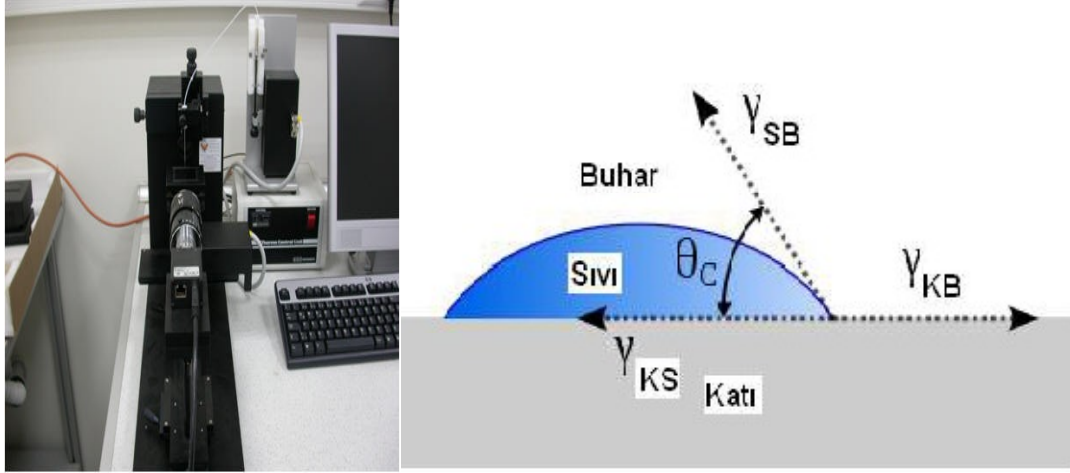 γSB
Buhar
θC
Sıvı
γKB
γKS
Katı